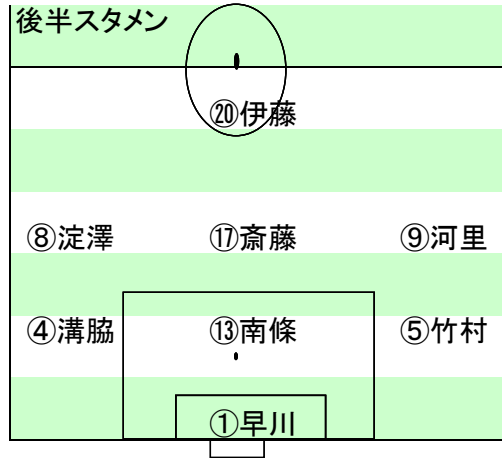 後半スタメン
⑳伊藤
⑧淀澤 ⑰斎藤 ⑨河里
④溝脇 ⑬南條 ⑤竹村
①早川